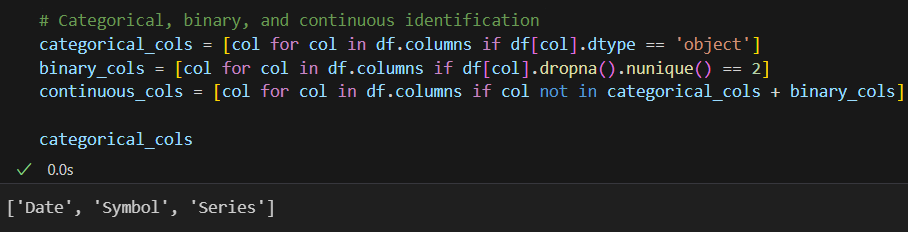 # Categorical, binary, and continuous identification
categorical_cols = [col for col in df.columns if df[col].dtype == 'object']
binary_cols = [col for col in df.columns if df[col].dropna().nunique() == 2]
continuous_cols = [col for col in df.columns if col not in categorical_cols + binary_cols]
categorical_cols
0.0s
['Date', 'Symbol', 'Series']